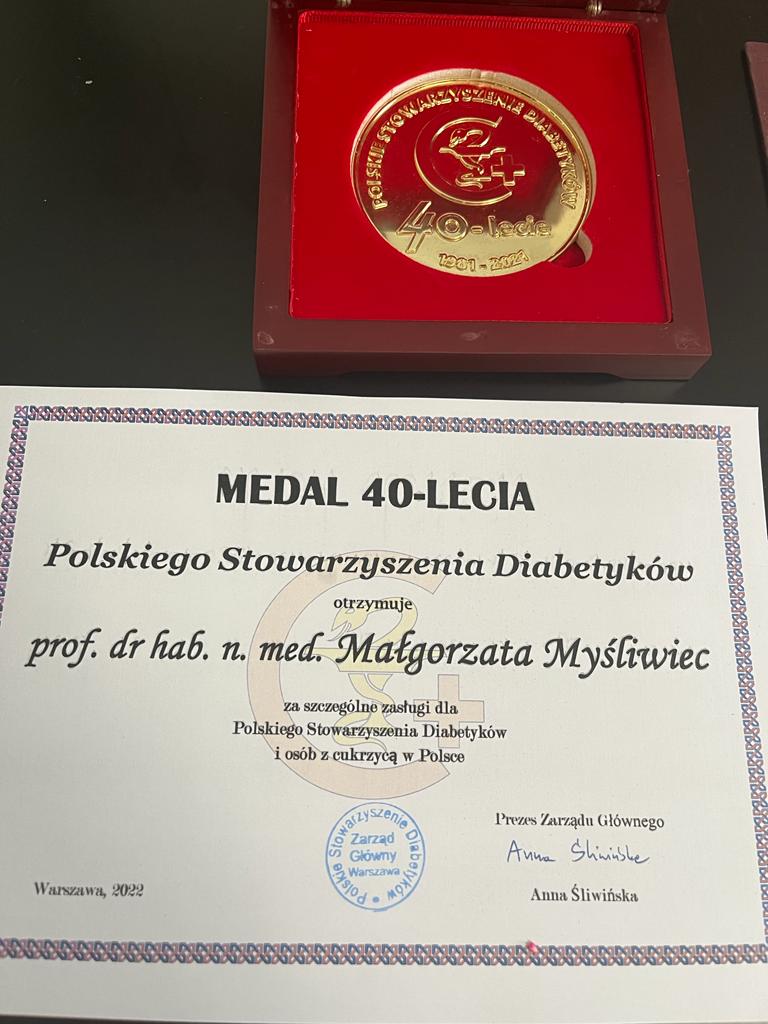 POLSKIE STOWARZYSZENIE DIABETYKÓW
40-lecie
1981-2021
MEDAL 40-LECIA
Polskiego Stowarzyszenia Diabetyków
otrzymuje
prof. dr hab. n. med. Małgorzata Myśliwiec
za szczególne zasługi dla
Polskiego Stowarzyszenia Diabetyków
i osób z cukrzycą w Polsce
Polskie Stowarzyszenie Diabetyków
Zarząd
Główny
Warszawa
Prezes Zarządu Głównego
Anna Śliwińska
Warszawa, 2022
Anna Śliwińska